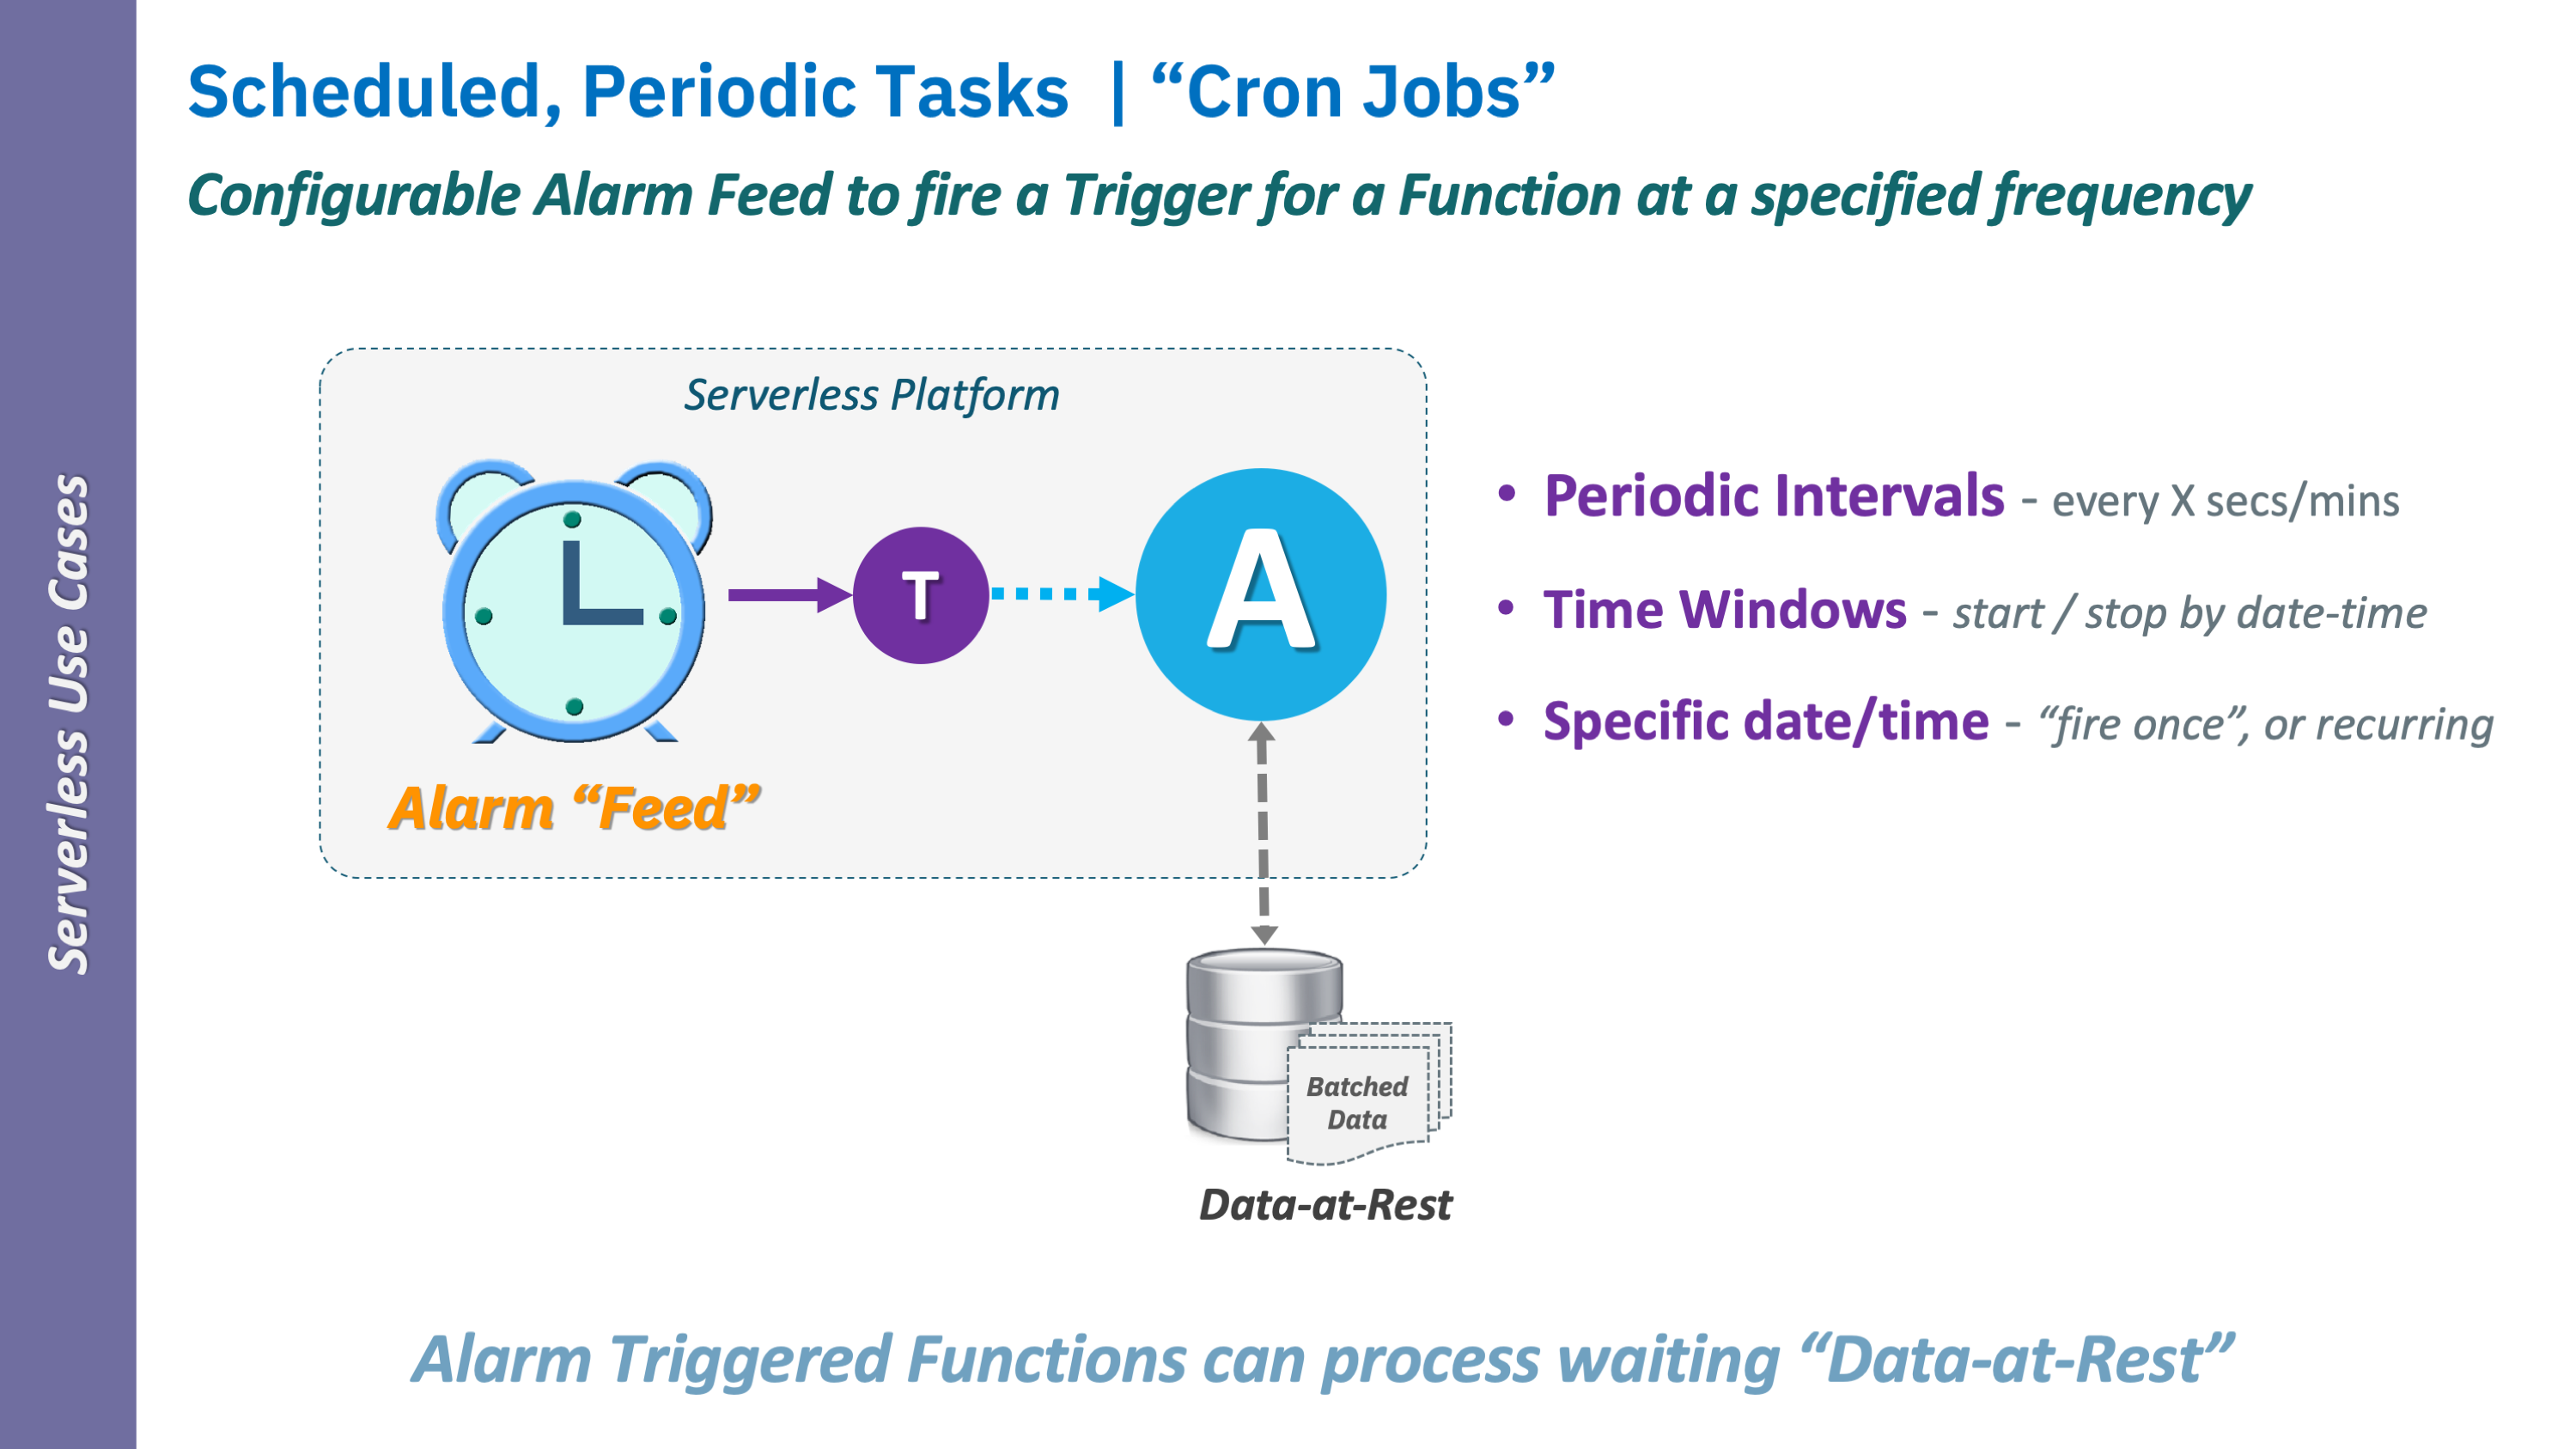 Serverless Use Cases
Scheduled, Periodic Tasks | “Cron Jobs”
Configurable Alarm Feed to fire a Trigger for a Function at a specified frequency
Serverless Platform
T
A
Alarm “Feed”
• Periodic Intervals - every X secs/mins
• Time Windows - start / stop by date-time
• Specific date/time - “fire once”, or recurring
Batched
Data
Data-at-Rest
Alarm Triggered Functions can process waiting “Data-at-Rest”